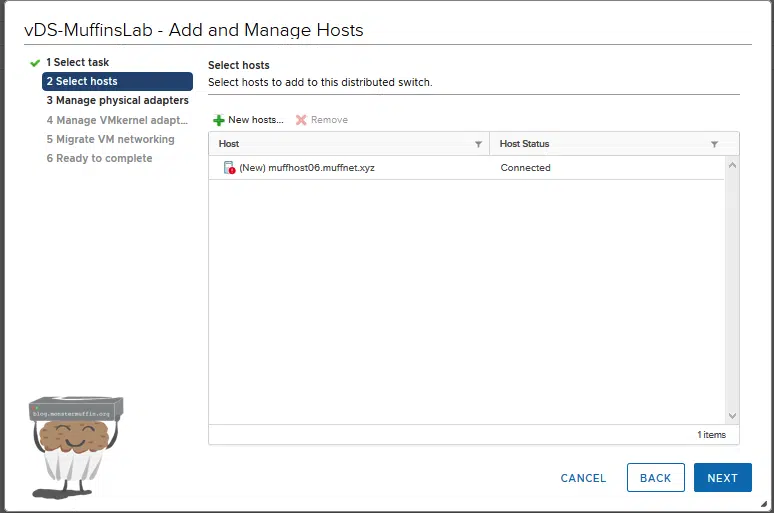 vDS-MuffinsLab - Add and Manage Hosts
1 Select task
2 Select hosts
3 Manage physical adapters
4 Manage VMkernel adapt...
5 Migrate VM networking
6 Ready to complete
Select hosts
Select hosts to add to this distributed switch.
New hosts... Remove
Host Host Status
(New) muffhost06.muffnet.xyz Connected
1 items
blog.monstermuffin.org
CANCEL BACK NEXT